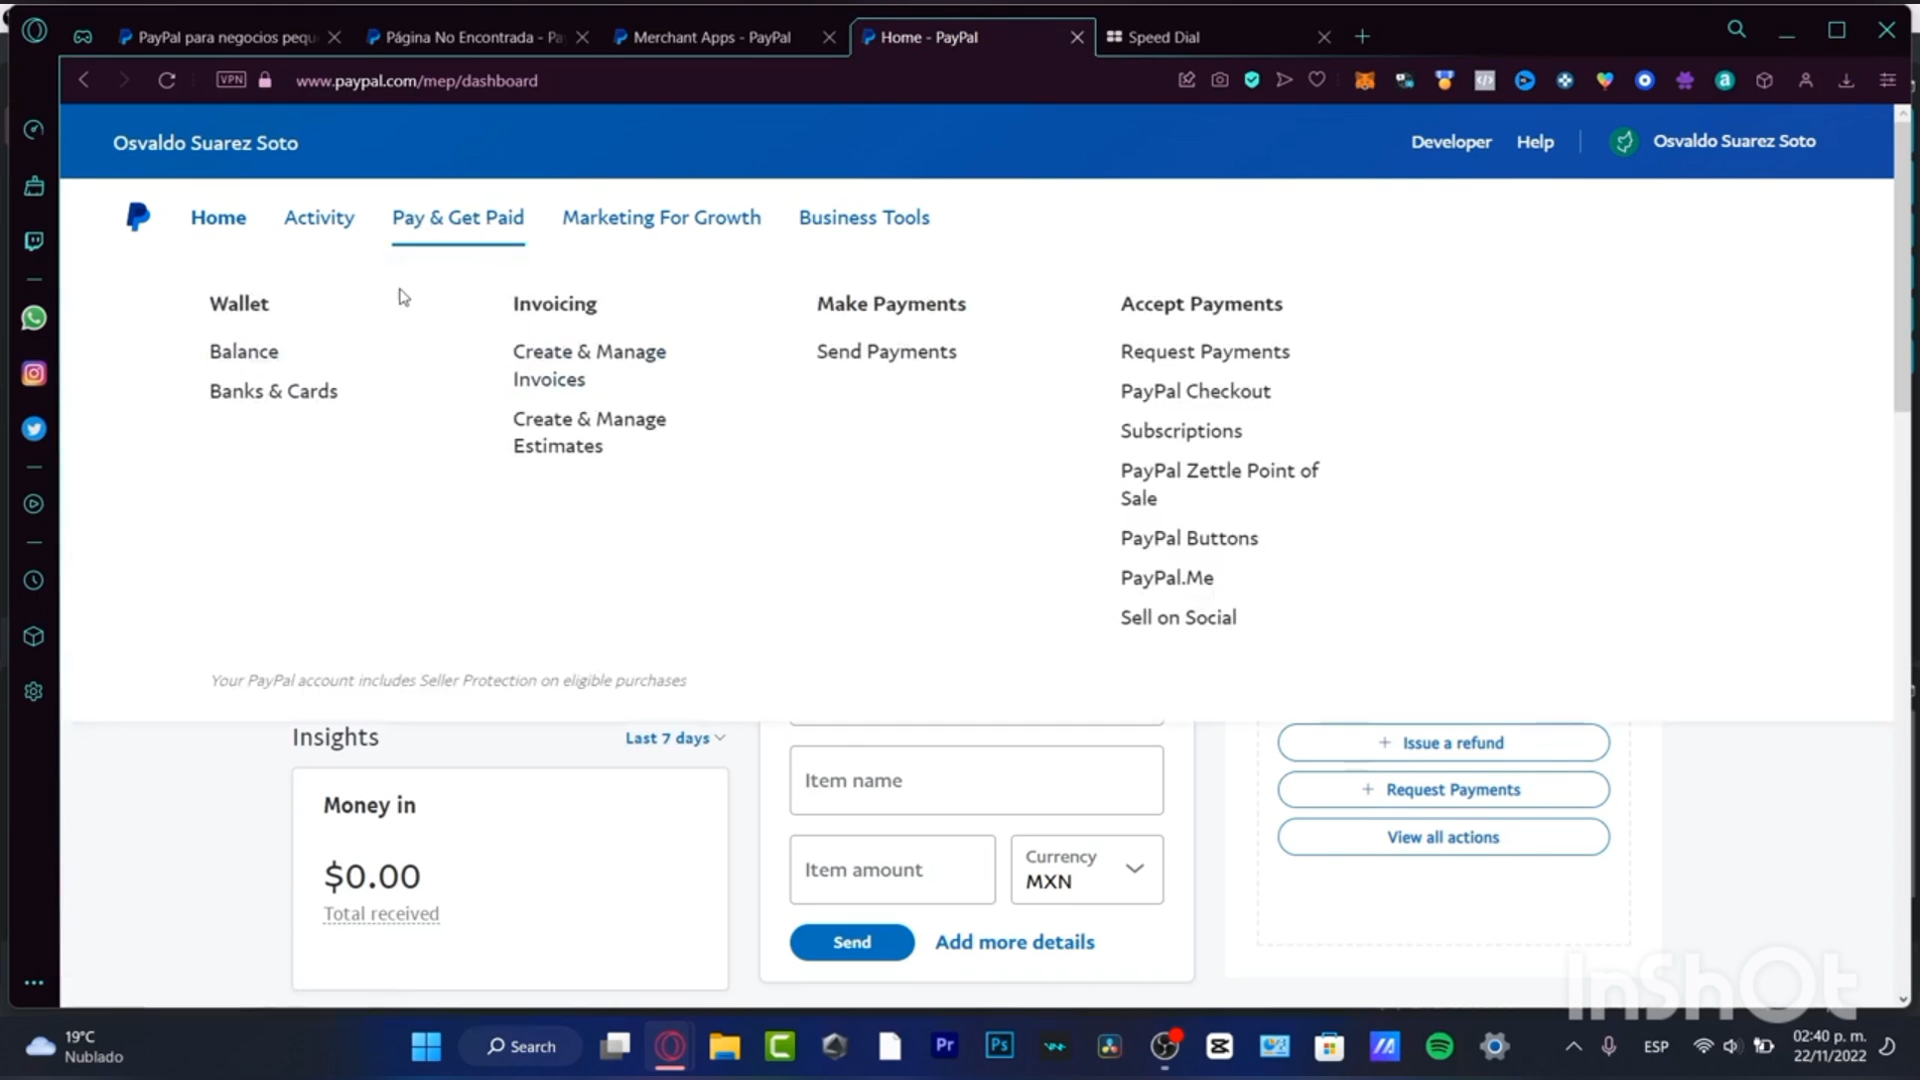 PayPal para negocios pequ
Página No Encontrada - Pa
Merchant Apps - PayPal
Home - PayPal
Speed Dial
VPN
www.paypal.com/mep/dashboard
Osvaldo Suarez Soto
Developer
Help
Osvaldo Suarez Soto
Home
Activity
Pay & Get Paid
Marketing For Growth
Business Tools
Wallet
Balance
Banks & Cards
Invoicing
Create & Manage
Invoices
Create & Manage
Estimates
Make Payments
Send Payments
Accept Payments
Request Payments
PayPal Checkout
Subscriptions
PayPal Zettle Point of
Sale
PayPal Buttons
PayPal.Me
Sell on Social
Your PayPal account includes Seller Protection on eligible purchases
Insights
Last 7 days
Money in
$0.00
Total received
Item name
Item amount
Currency
MXN
Send
Add more details
+ Issue a refund
+ Request Payments
View all actions
InShOt
19°C
Nublado
Search
Pr
Ps
ESP
02:40 p. m.
22/11/2022